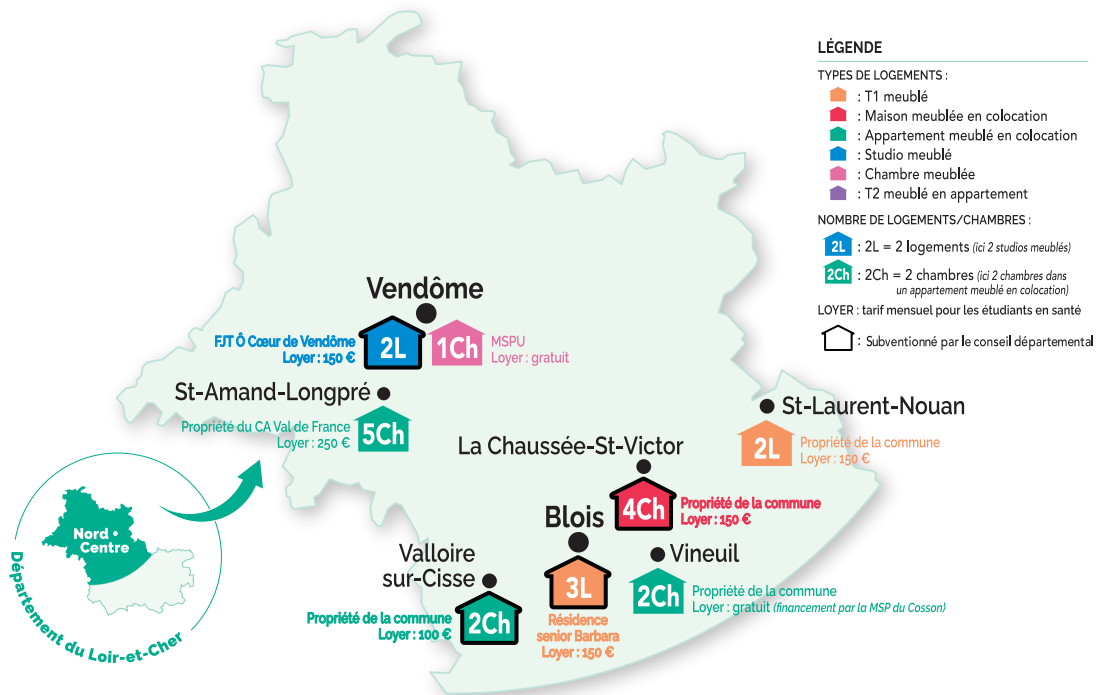 LÉGENDE
TYPES DE LOGEMENTS :
: T1 meublé
: Maison meublée en colocation
: Appartement meublé en colocation
: Studio meublé
: Chambre meublée
: T2 meublé en appartement
NOMBRE DE LOGEMENTS/CHAMBRES :
2L : 2L = 2 logements (ici 2 studios meublés)
2Ch : 2Ch = 2 chambres (ici 2 chambres dans
un appartement meublé en colocation)
LOYER : tarif mensuel pour les étudiants en santé
: Subventionné par le conseil départemental
Vendôme
FJT Ô Cœur de Vendôme
Loyer : 150 €
2L
1Ch
MSPU
Loyer : gratuit
St-Amand-Longpré
Propriété du CA Val de France
Loyer : 250 €
5Ch
St-Laurent-Nouan
2L
Propriété de la commune
Loyer : 150 €
La Chaussée-St-Victor
4Ch
Propriété de la commune
Loyer : 150 €
Blois
3L
Résidence
senior Barbara
Loyer : 150 €
Vineuil
2Ch
Propriété de la commune
Loyer : gratuit (financement par la MSP du Cosson)
Valloire
sur-Cisse
Propriété de la commune
Loyer : 100 €
2Ch
Nord •
Centre
Département du Loir-et-Cher